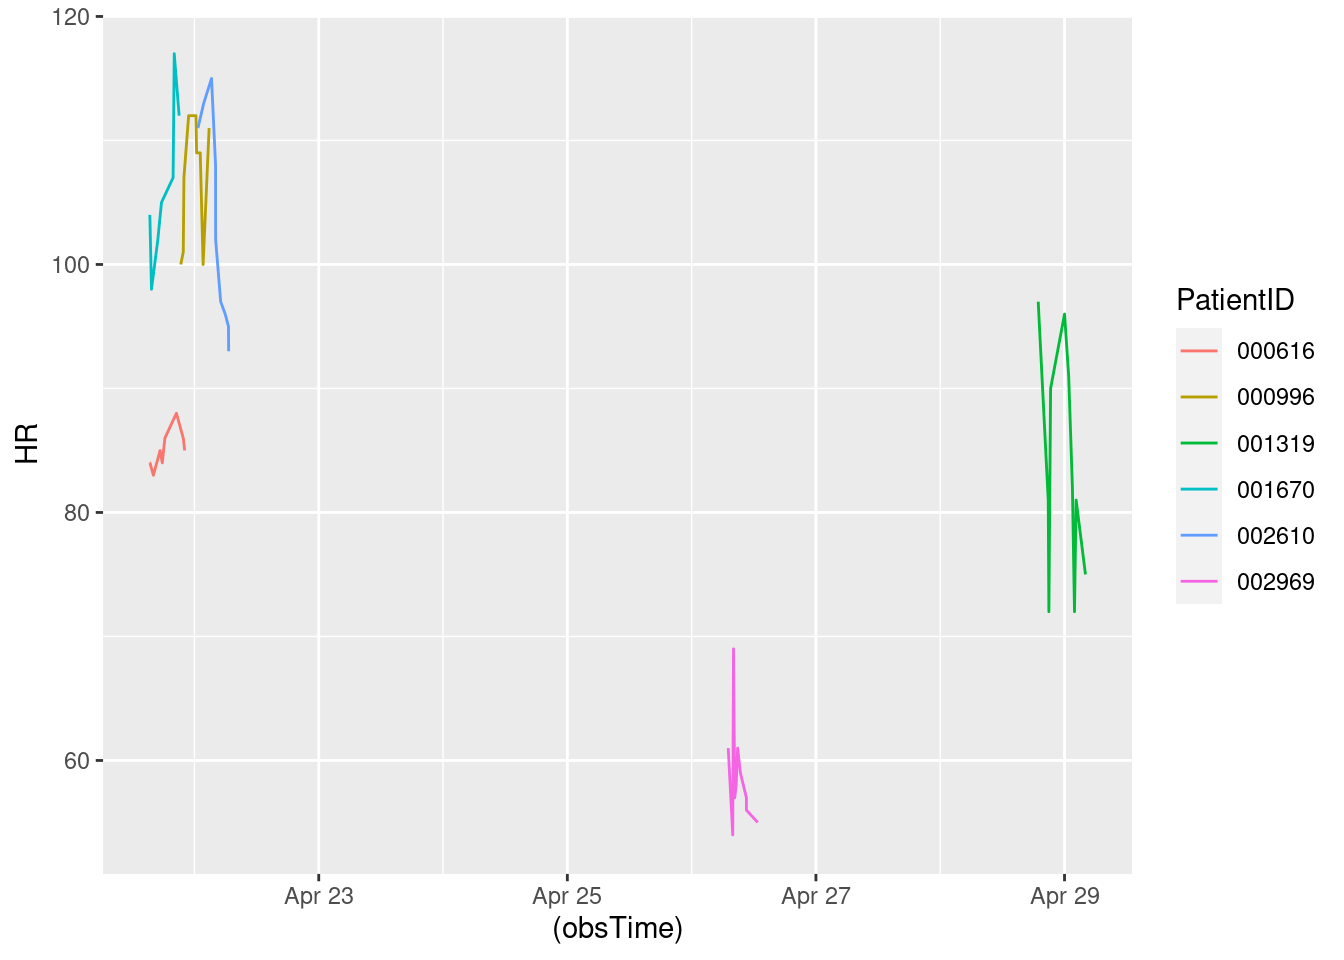 120
100
80
60
HR
Apr 23
Apr 25
Apr 27
Apr 29
(obsTime)
PatientID
000616
000996
001319
001670
002610
002969